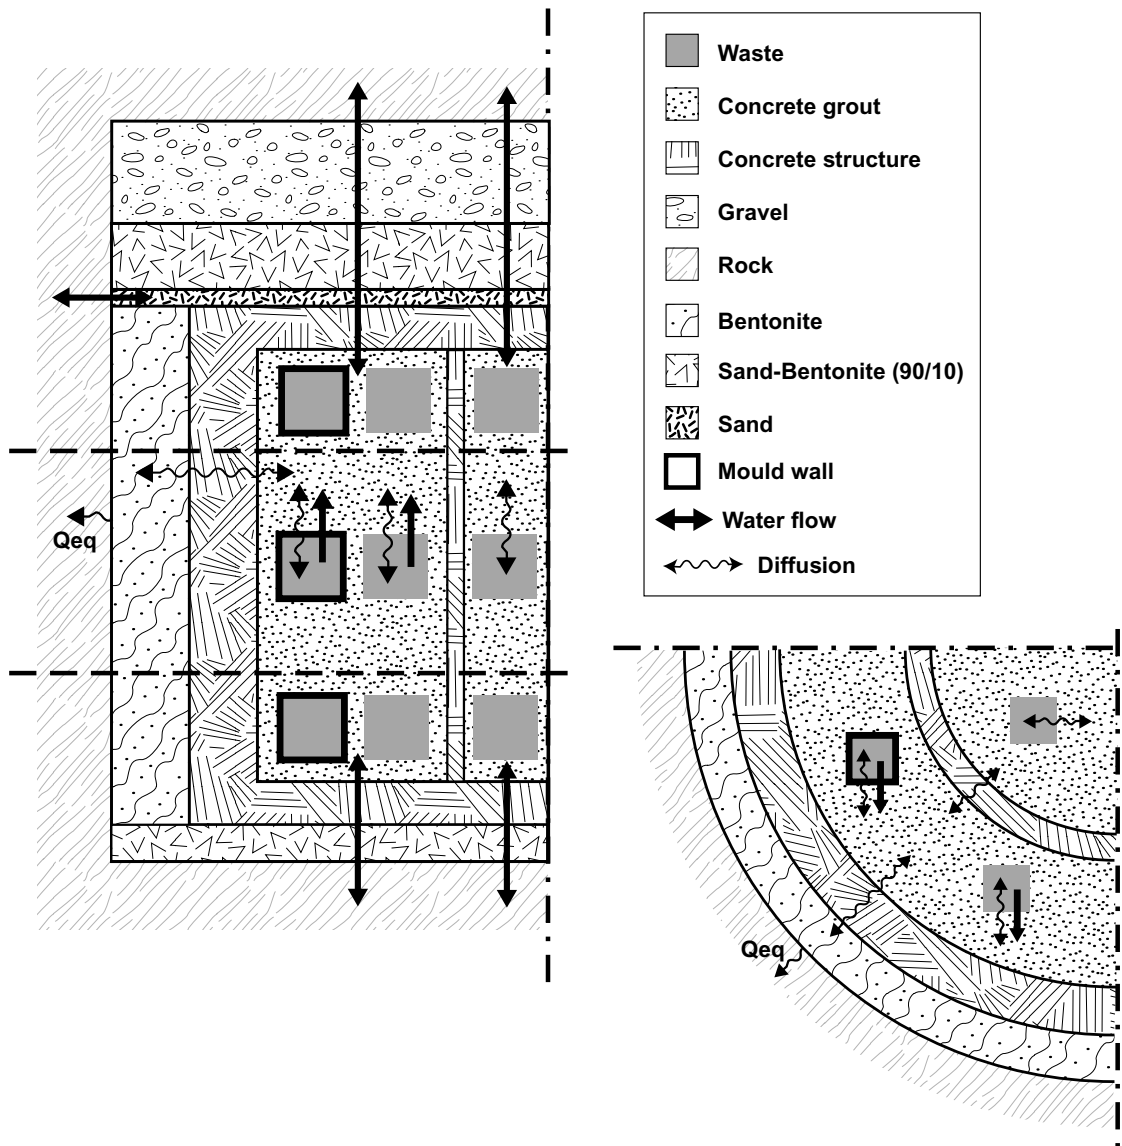 Waste
Concrete grout
Concrete structure
Gravel
Rock
Bentonite
Sand-Bentonite (90/10)
Sand
Mould wall
Water flow
Diffusion
Qeq
Qeq